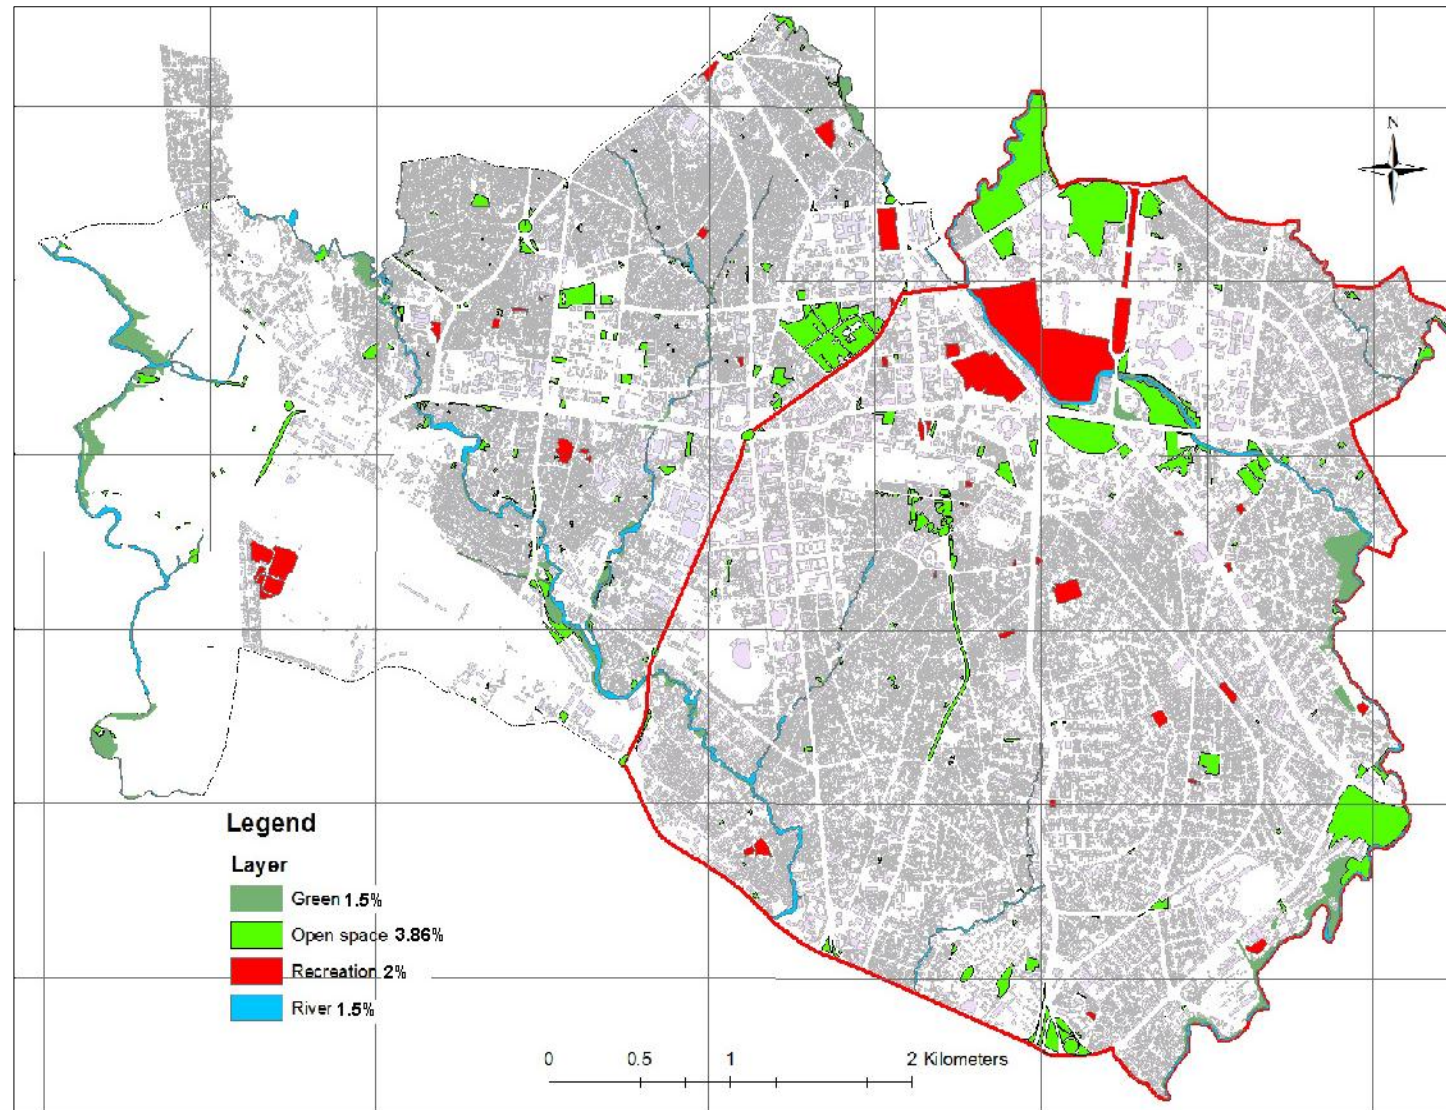 N
Legend
Layer
Green 1.5%
Open space 3.86%
Recreation 2%
River 1.5%
0 0.5 1 2 Kilometers